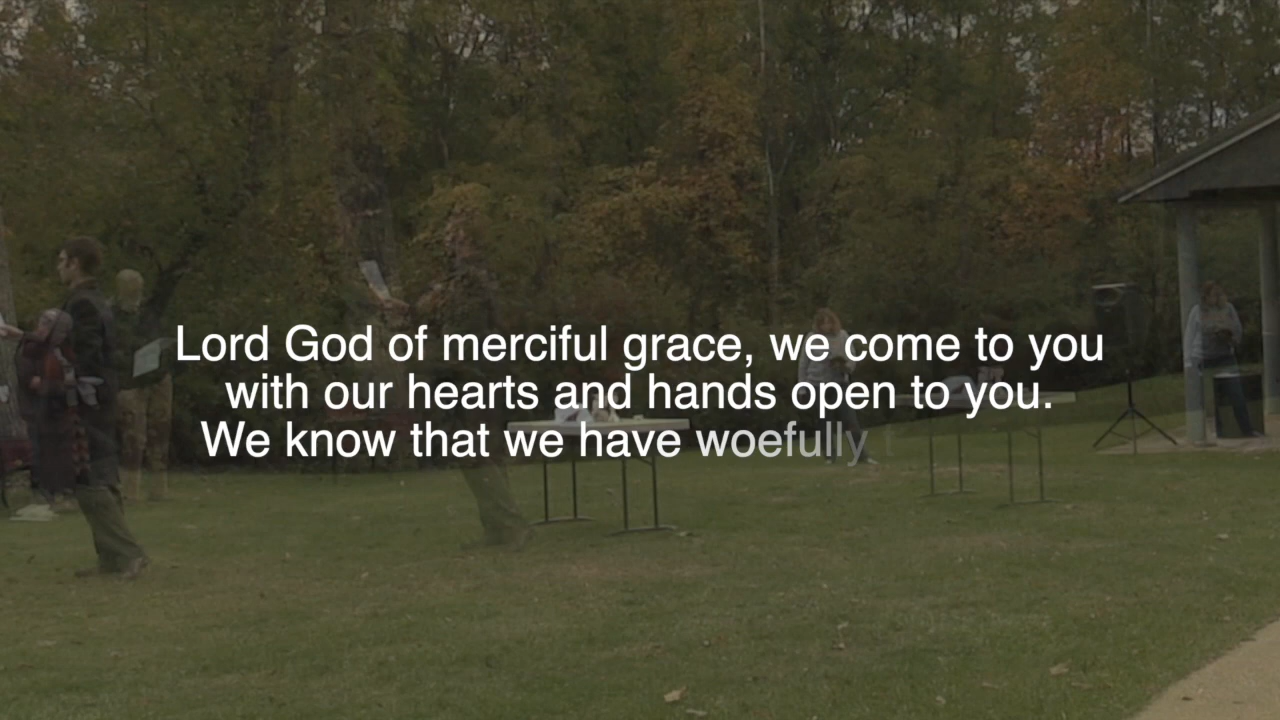 Lord God of merciful grace, we come to you
with our hearts and hands open to you.
We know that we have woefully